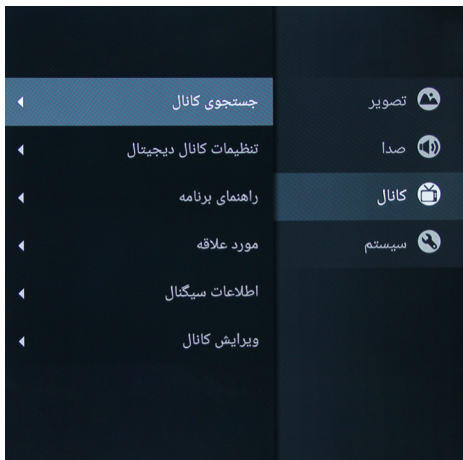 تصویر
صدا
کانال
سیستم
جستجوی کانال
تنظیمات کانال دیجیتال
راهنمای برنامه
مورد علاقه
اطلاعات سیگنال
ویرایش کانال